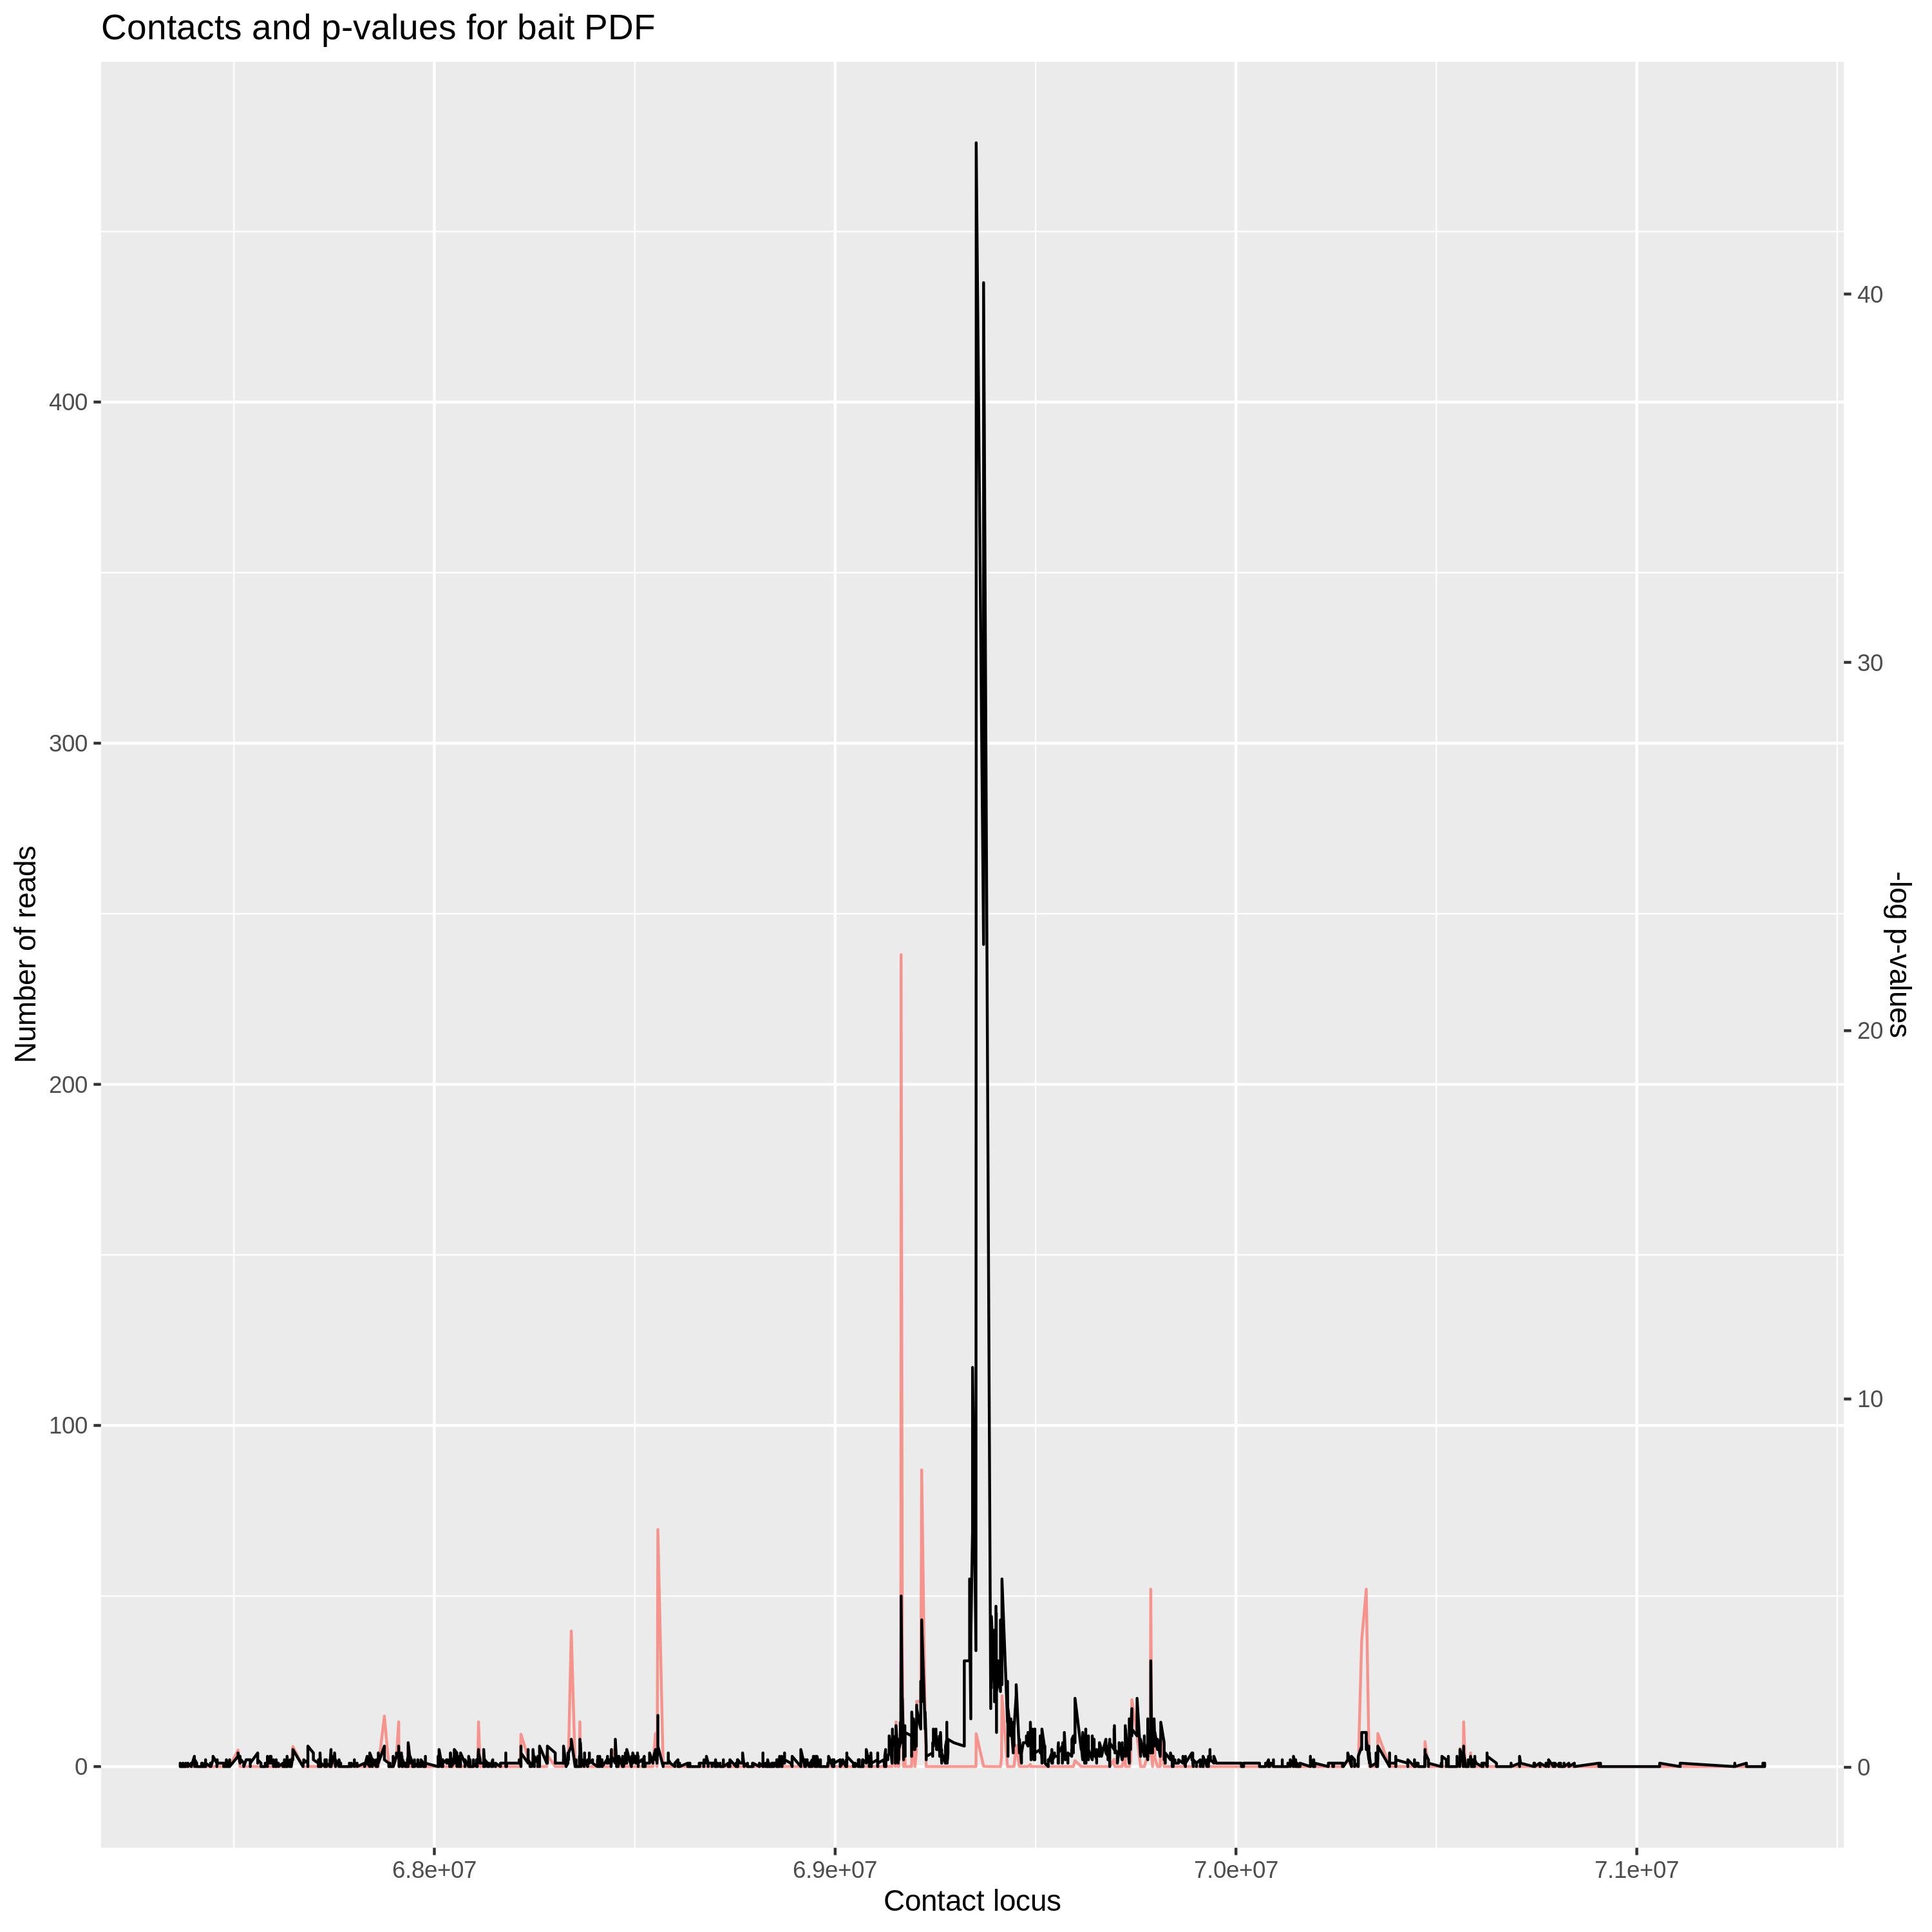 Contacts and p-values for bait PDF
400
300
200
100
0
Number of reads
40
30
20
10
0
-log p-values
6.8e+07 6.9e+07 7.0e+07 7.1e+07
Contact locus